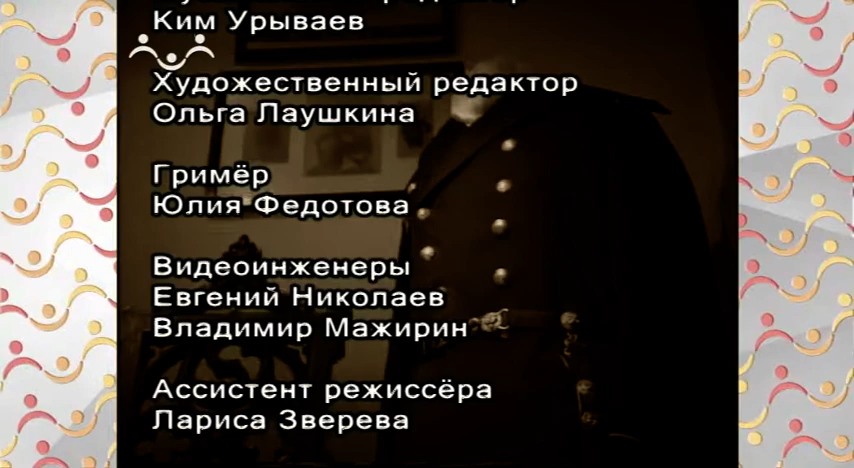 Ким Урываев
Художественный редактор
Ольга Лаушкина
Гримёр
Юлия Федотова
Видеоинженеры
Евгений Николаев
Владимир Мажирин
Ассистент режиссёра
Лариса Зверева